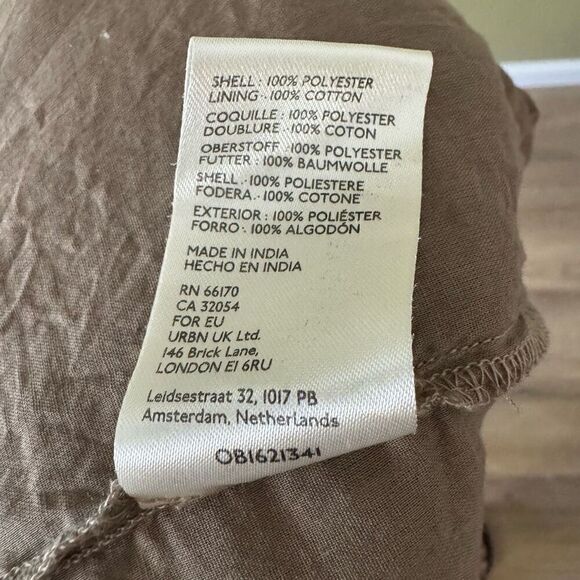 SHELL : 100% POLYESTER
LINING : 100% COTTON
COQUILLE : 100% POLYESTER
DOUBLURE : 100% COTON
OBERSTOFF : 100% POLYESTER
FUTTER : 100% BAUMWOLLE
SHELL : 100% POLIESTERE
FODERA : 100% COTONE
EXTERIOR : 100% POLIÉSTER
FORRO : 100% ALGODÓN
MADE IN INDIA
HECHO EN INDIA
RN 66170
CA 32054
FOR EU
URBN UK Ltd.
146 Brick Lane,
LONDON E1 6RU
Leidsestraat 32, 1017 PB
Amsterdam, Netherlands
OB1621341